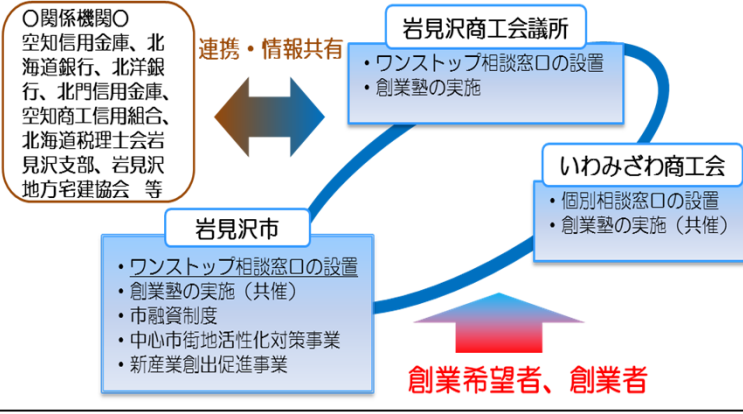 〇関係機関〇
空知信用金庫、北
海道銀行、北洋銀
行、北門信用金庫、
空知商工信用組合、
北海道税理士会岩
見沢支部、岩見沢
地方宅建協会　等
連携・情報共有
岩見沢商工会議所
・ワンストップ相談窓口の設置
・創業塾の実施
いわみざわ商工会
・個別相談窓口の設置
・創業塾の実施（共催）
岩見沢市
・ワンストップ相談窓口の設置
・創業塾の実施（共催）
・市融資制度
・中心市街地活性化対策事業
・新産業創出促進事業
創業希望者、創業者